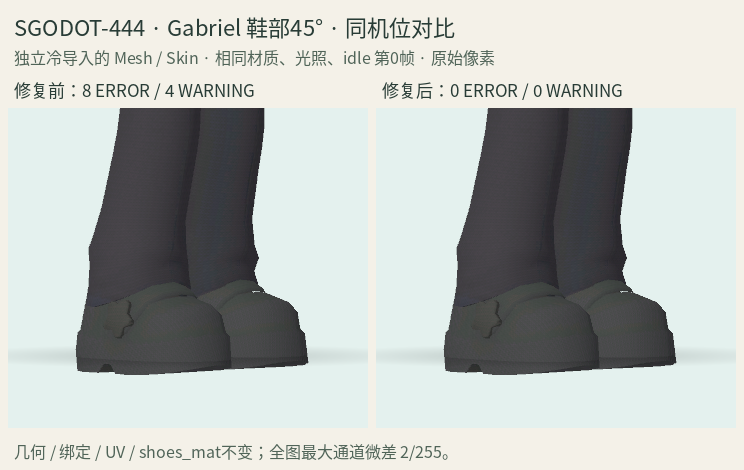 SGODOT-444 · Gabriel 鞋部45° · 同机位对比
独立冷导入的 Mesh / Skin · 相同材质、光照、idle 第0帧 · 原始像素
修复前：8 ERROR / 4 WARNING
修复后：0 ERROR / 0 WARNING
几何 / 绑定 / UV / shoes_mat不变；全图最大通道微差 2/255。